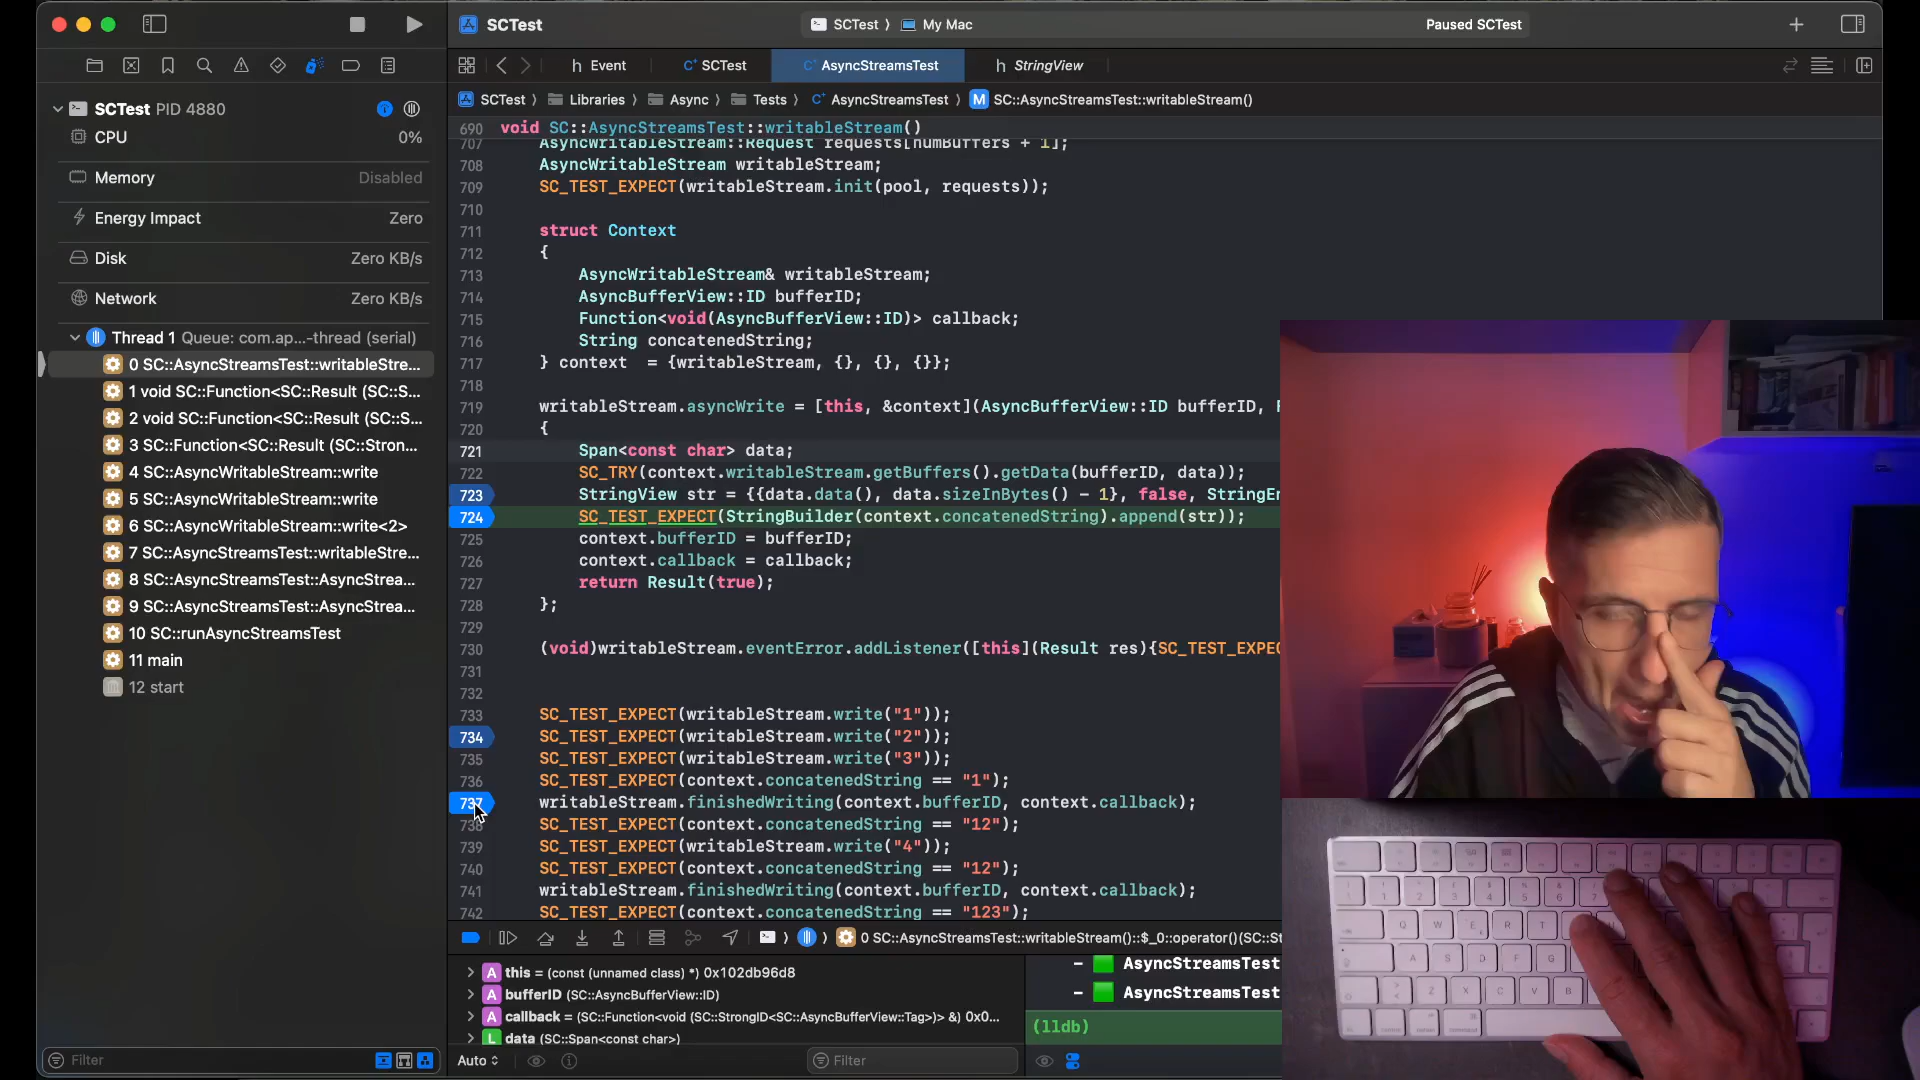 SCTest
SCTest 〉 My Mac
Paused SCTest
Event
SCTest
AsyncStreamsTest
StringView
SCTest PID 4880
SCTest 〉 Libraries 〉 Async 〉 Tests 〉 AsyncStreamsTest 〉 M SC::AsyncStreamsTest::writableStream()
CPU 0%
Memory Disabled
Energy Impact Zero
Disk Zero KB/s
Network Zero KB/s
Thread 1 Queue: com.ap...-thread (serial)
0 SC::AsyncStreamsTest::writableStre...
1 void SC::Function<SC::Result (SC::S...
2 void SC::Function<SC::Result (SC::S...
3 SC::Function<SC::Result (SC::Stron...
4 SC::AsyncWritableStream::write
5 SC::AsyncWritableStream::write
6 SC::AsyncWritableStream::write<2>
7 SC::AsyncStreamsTest::writableStre...
8 SC::AsyncStreamsTest::AsyncStrea...
9 SC::AsyncStreamsTest::AsyncStrea...
10 SC::runAsyncStreamsTest
11 main
12 start
Filter
690 void SC::AsyncStreamsTest::writableStream()
707 AsyncWritableStream::Request requests[numBuffers + 1];
708 AsyncWritableStream writableStream;
709 SC_TEST_EXPECT(writableStream.init(pool, requests));
710
711 struct Context
712 {
713 AsyncWritableStream& writableStream;
714 AsyncBufferView::ID bufferID;
715 Function<void(AsyncBufferView::ID)> callback;
716 String concatenedString;
717 } context = {writableStream, {}, {}, {}};
718
719 writableStream.asyncWrite = [this, &context](AsyncBufferView::ID bufferID, F
720 {
721 Span<const char> data;
722 SC_TRY(context.writableStream.getBuffers().getData(bufferID, data));
723 StringView str = {{data.data(), data.sizeInBytes() - 1}, false, StringEn
724 SC_TEST_EXPECT(StringBuilder(context.concatenedString).append(str));
725 context.bufferID = bufferID;
726 context.callback = callback;
727 return Result(true);
728 };
729
730 (void)writableStream.eventError.addListener([this](Result res){SC_TEST_EXPEC
731
732
733 SC_TEST_EXPECT(writableStream.write("1"));
734 SC_TEST_EXPECT(writableStream.write("2"));
735 SC_TEST_EXPECT(writableStream.write("3"));
736 SC_TEST_EXPECT(context.concatenedString == "1");
737 writableStream.finishedWriting(context.bufferID, context.callback);
738 SC_TEST_EXPECT(context.concatenedString == "12");
739 SC_TEST_EXPECT(writableStream.write("4"));
740 SC_TEST_EXPECT(context.concatenedString == "12");
741 writableStream.finishedWriting(context.bufferID, context.callback);
742 SC_TEST_EXPECT(context.concatenedString == "123");
0 SC::AsyncStreamsTest::writableStream()::$_0::operator()(SC::St
A this = (const (unnamed class) *) 0x102db96d8
A bufferID (SC::AsyncBufferView::ID)
A callback = (SC::Function<void (SC::StrongID<SC::AsyncBufferView::Tag>)> &) 0x0...
L data (SC::Span<const char>)
Auto
Filter
- AsyncStreamsTest
- AsyncStreamsTest
(lldb)